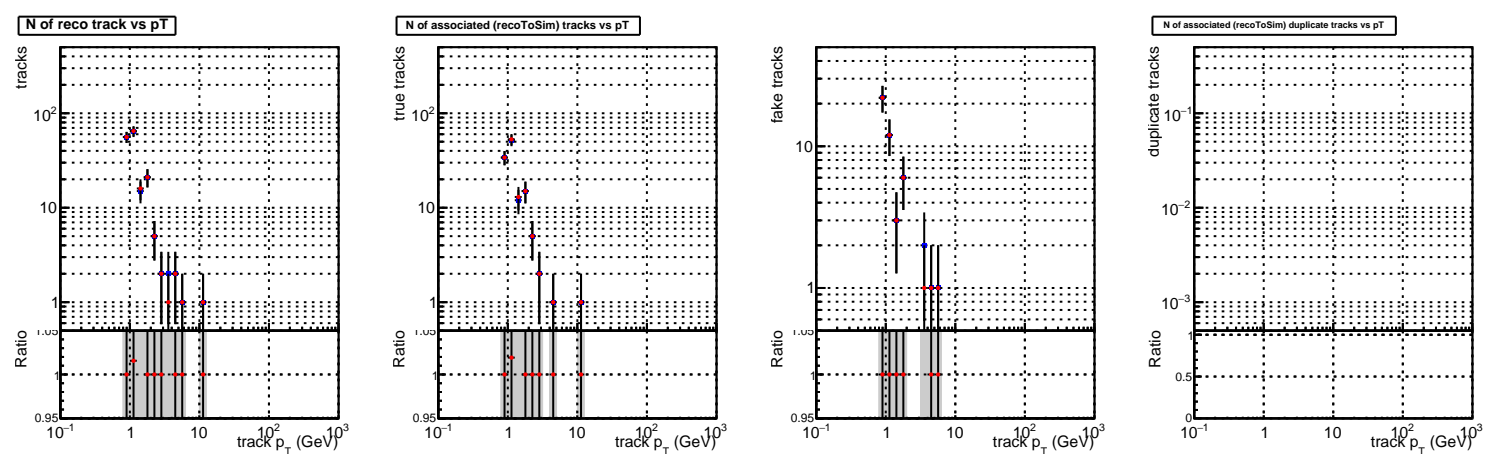 N of reco track vs pT
tracks
10²
10
1
1.05
Ratio
1
0.95
10⁻¹
1
10
10²
10³
track p_T (GeV)
N of associated (recoToSim) tracks vs pT
true tracks
10²
10
1
1.05
Ratio
1
0.95
10⁻¹
1
10
10²
10³
track p_T (GeV)
fake tracks
10
1
1.05
Ratio
1
0.95
10⁻¹
1
10
10²
10³
track p_T (GeV)
N of associated (recoToSim) duplicate tracks vs pT
duplicate tracks
10⁻¹
10⁻²
10⁻³
Ratio
1
0.5
0
10⁻¹
1
10
10²
10³
track p_T (GeV)